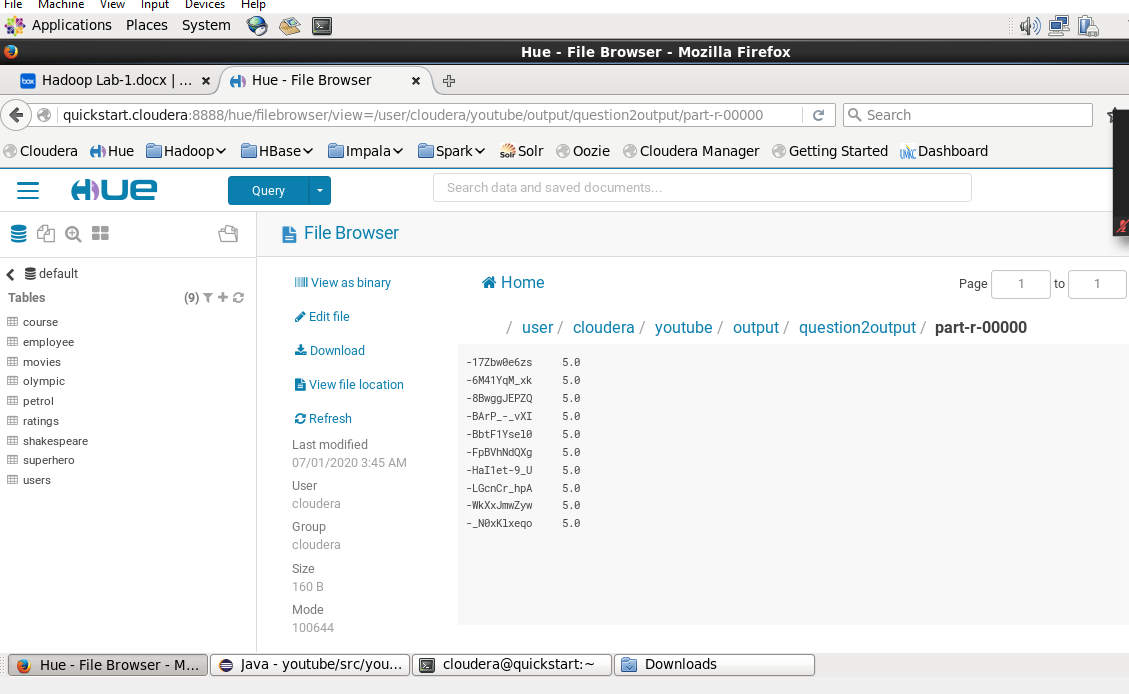 File Machine View Input Devices Help
Applications Places System
Hue - File Browser - Mozilla Firefox
box Hadoop Lab-1.docx | ... × Hue - File Browser ×
quickstart.cloudera:8888/hue/filebrowser/view=/user/cloudera/youtube/output/question2output/part-r-00000 Search
Cloudera Hue Hadoop HBase Impala Spark Solr Solr Oozie Cloudera Manager Getting Started UMKC Dashboard
HUE Query Search data and saved documents...
File Browser
default
Tables (9)
course
employee
movies
olympic
petrol
ratings
shakespeare
superhero
users
View as binary
Edit file
Download
View file location
Refresh
Last modified
07/01/2020 3:45 AM
User
cloudera
Group
cloudera
Size
160 B
Mode
100644
Home Page 1 to 1
/ user / cloudera / youtube / output / question2output / part-r-00000
-17Zbw0e6zs 5.0
-6M41YqM_xk 5.0
-8BwggJEPZQ 5.0
-BArP_-_vXI 5.0
-BbtF1Ysel0 5.0
-FpBVhNdQXg 5.0
-HaI1et-9_U 5.0
-LGcnCr_hpA 5.0
-WkXxJmwZyw 5.0
-_N0xKlxeqo 5.0
Hue - File Browser - M... Java - youtube/src/you... cloudera@quickstart:~ Downloads